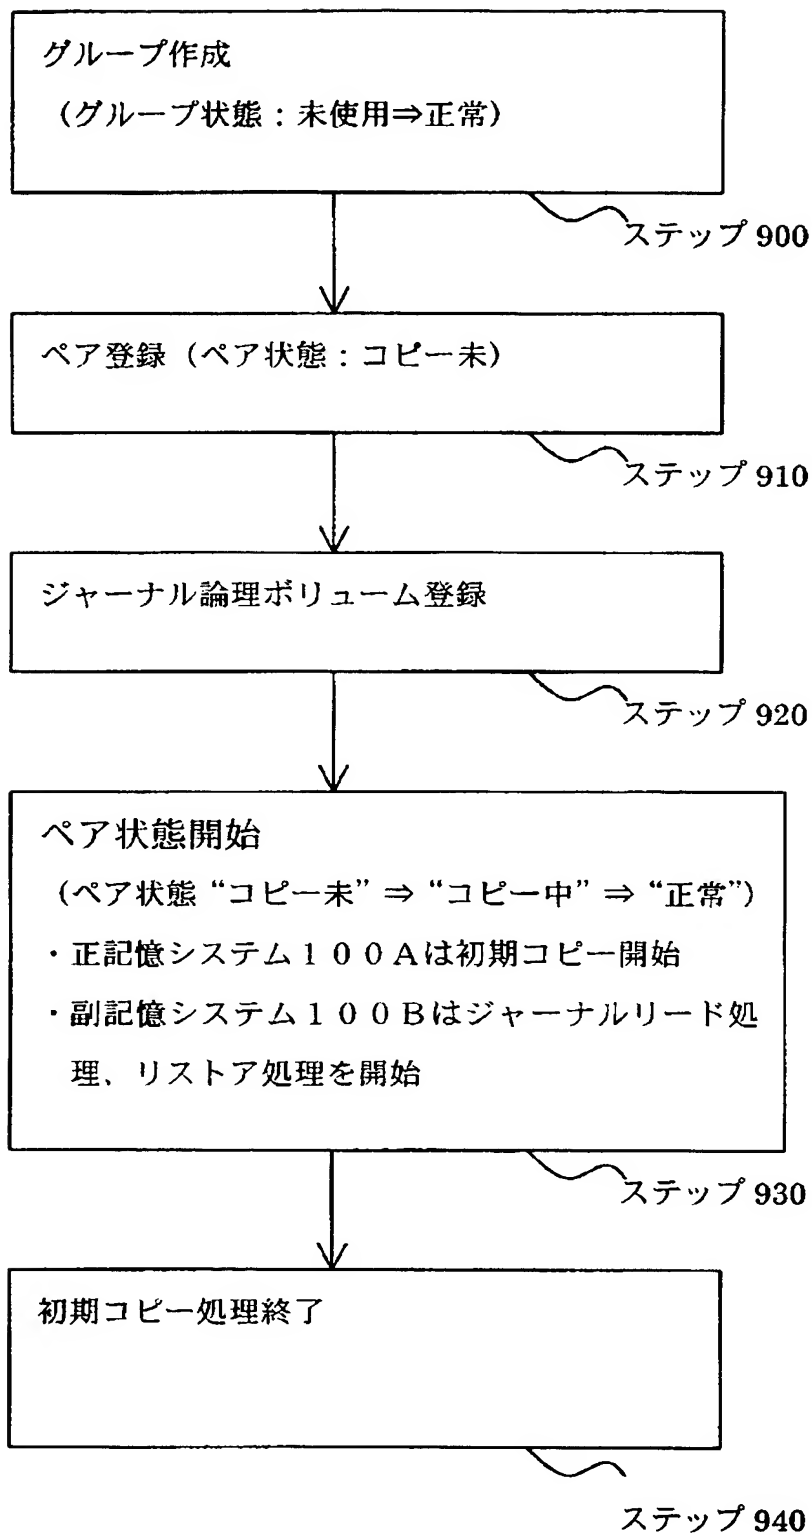 グループ作成
(グループ状態：未使用⇒正常)
ステップ 900
ペア登録（ペア状態：コピー未）
ステップ 910
ジャーナル論理ボリューム登録
ステップ 920
ペア状態開始
(ペア状態 “コピー未” ⇒ “コピー中” ⇒ “正常”)
・正記憶システム１００Ａは初期コピー開始
・副記憶システム１００Ｂはジャーナルリード処
理、リストア処理を開始
ステップ 930
初期コピー処理終了
ステップ 940